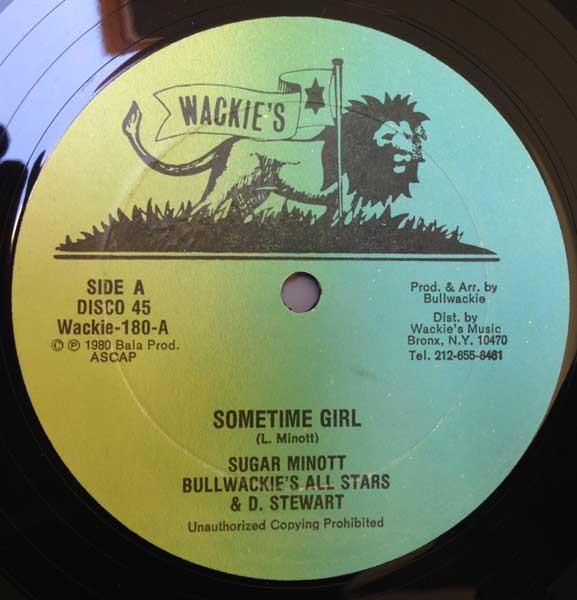 WACKIE'S
SIDE A
DISCO 45
Wackie-180-A
© ℗ 1980 Bala Prod.
ASCAP
Prod. & Arr. by
Bullwackie
Dist. by
Wackie's Music
Bronx, N.Y. 10470
Tel. 212-655-8461
SOMETIME GIRL
(L. Minott)
SUGAR MINOTT
BULLWACKIE'S ALL STARS
& D. STEWART
Unauthorized Copying Prohibited